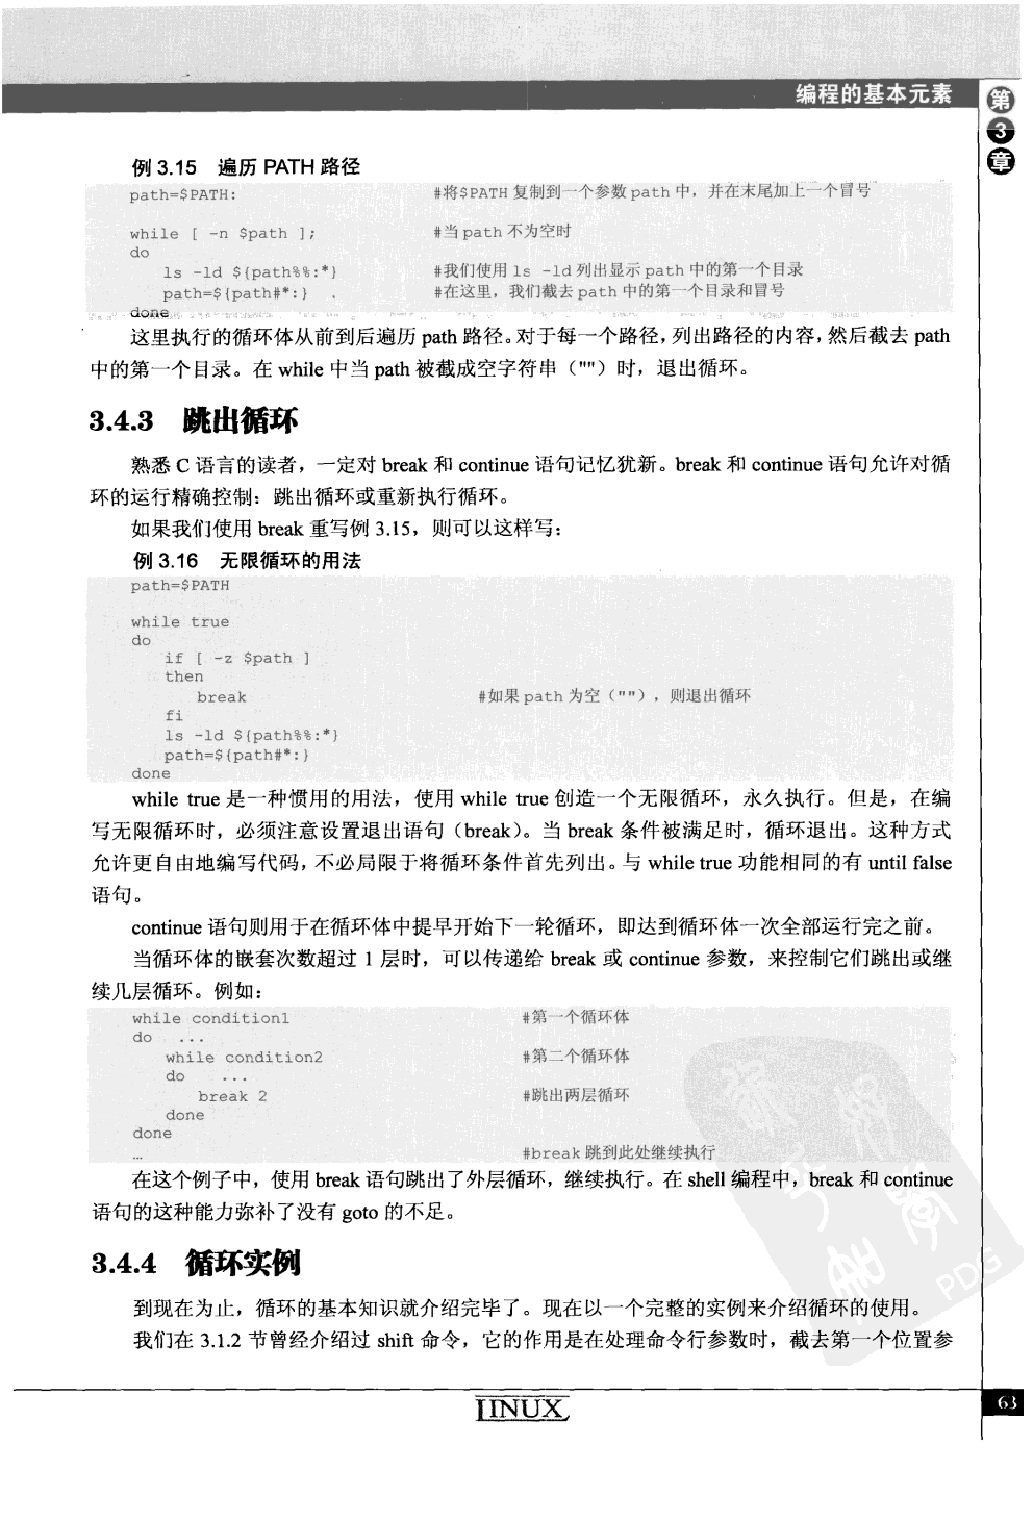 编程的基本元素
第3章
例 3.15 遍历 PATH 路径
path=$PATH: #将$PATH 复制到一个参数 path 中，并在末尾加上一个冒号
while [ -n $path ]; #当 path 不为空时
do
ls -ld ${path%%:*} #我们使用 ls -ld 列出显示 path 中的第一个目录
path=${path#*:} #在这里，我们截去 path 中的第一个目录和冒号
done
这里执行的循环体从前到后遍历 path 路径。对于每一个路径，列出路径的内容，然后截去 path
中的第一个目录。在 while 中当 path 被截成空字符串（""）时，退出循环。
3.4.3 跳出循环
熟悉 C 语言的读者，一定对 break 和 continue 语句记忆犹新。break 和 continue 语句允许对循
环的运行精确控制：跳出循环或重新执行循环。
如果我们使用 break 重写例 3.15，则可以这样写：
例 3.16 无限循环的用法
path=$PATH
while true
do
if [ -z $path ]
then
break #如果 path 为空（""），则退出循环
fi
ls -ld ${path%%:*}
path=${path#*:}
done
while true 是一种惯用的用法，使用 while true 创造一个无限循环，永久执行。但是，在编
写无限循环时，必须注意设置退出语句（break）。当 break 条件被满足时，循环退出。这种方式
允许更自由地编写代码，不必局限于将循环条件首先列出。与 while true 功能相同的有 until false
语句。
continue 语句则用于在循环体中提早开始下一轮循环，即达到循环体一次全部运行完之前。
当循环体的嵌套次数超过 1 层时，可以传递给 break 或 continue 参数，来控制它们跳出或继
续几层循环。例如：
while condition1 #第一个循环体
do ...
while condition2 #第二个循环体
do ...
break 2 #跳出两层循环
done
done
... #break 跳到此处继续执行
在这个例子中，使用 break 语句跳出了外层循环，继续执行。在 shell 编程中，break 和 continue
语句的这种能力弥补了没有 goto 的不足。
3.4.4 循环实例
到现在为止，循环的基本知识就介绍完毕了。现在以一个完整的实例来介绍循环的使用。
我们在 3.1.2 节曾经介绍过 shift 命令，它的作用是在处理命令行参数时，截去第一个位置参
PDG
LINUX
63